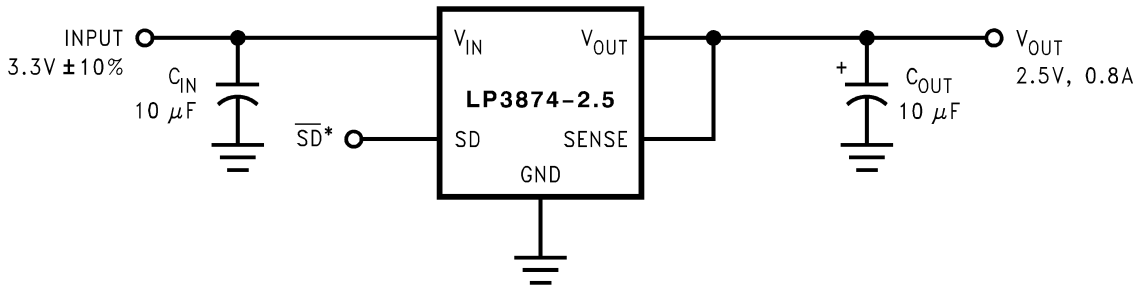 INPUT
3.3V ±10%
C_IN
10 μF
SD*
V_IN
V_OUT
LP3874-2.5
SD
SENSE
GND
+
C_OUT
10 μF
V_OUT
2.5V, 0.8A